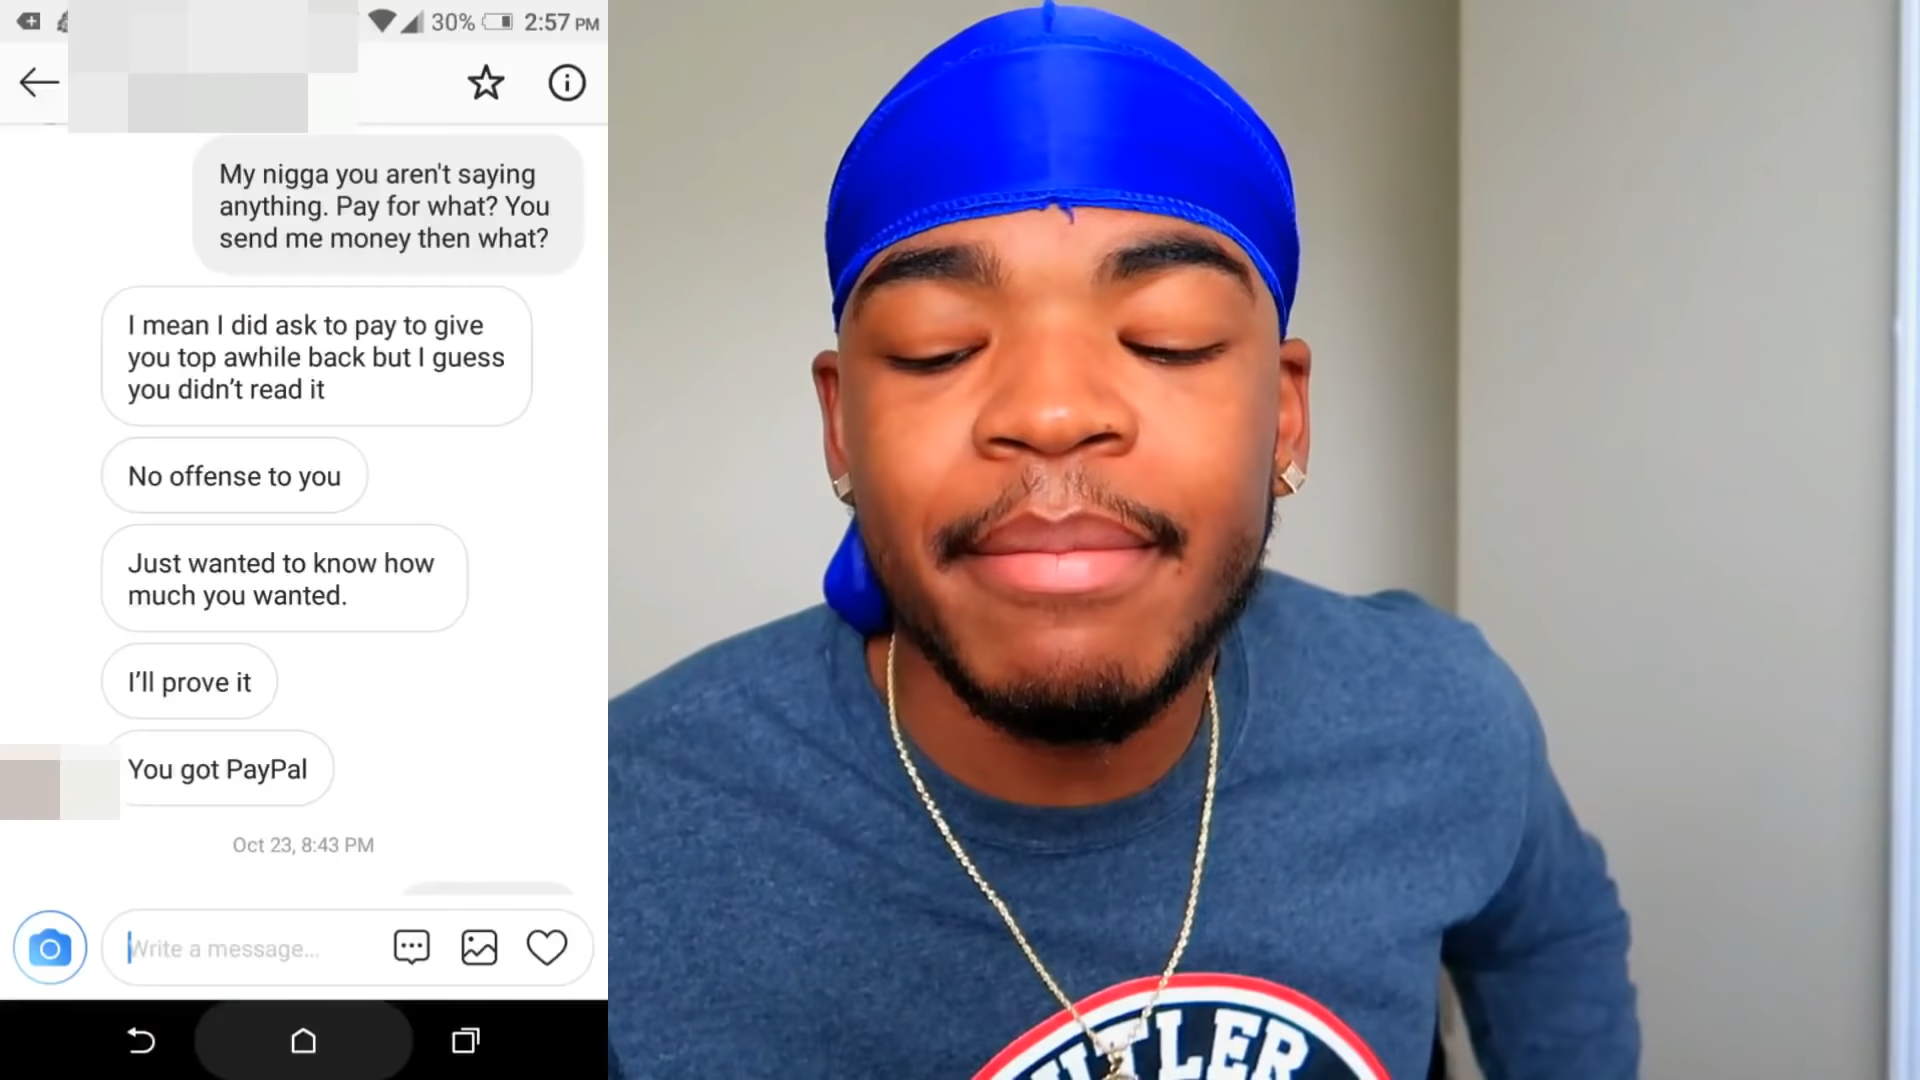 30% 2:57 PM
My nigga you aren't saying
anything. Pay for what? You
send me money then what?
I mean I did ask to pay to give
you top awhile back but I guess
you didn’t read it
No offense to you
Just wanted to know how
much you wanted.
I’ll prove it
You got PayPal
Oct 23, 8:43 PM
Write a message...